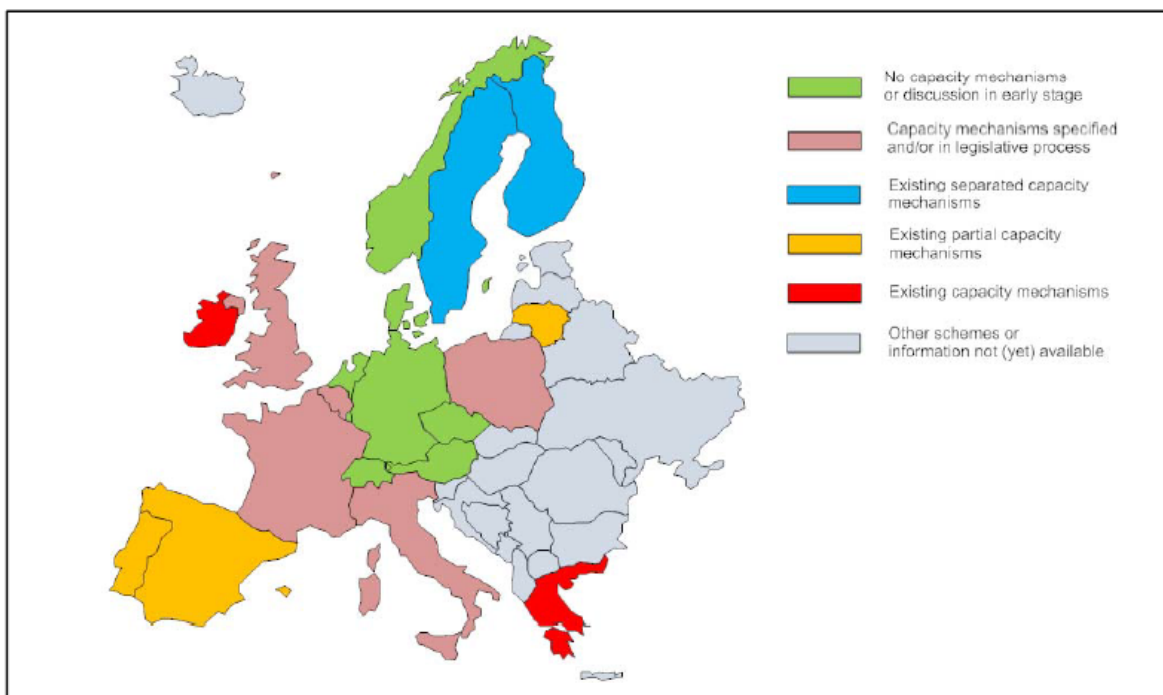 No capacity mechanisms
or discussion in early stage
Capacity mechanisms specified
and/or in legislative process
Existing separated capacity
mechanisms
Existing partial capacity
mechanisms
Existing capacity mechanisms
Other schemes or
information not (yet) available